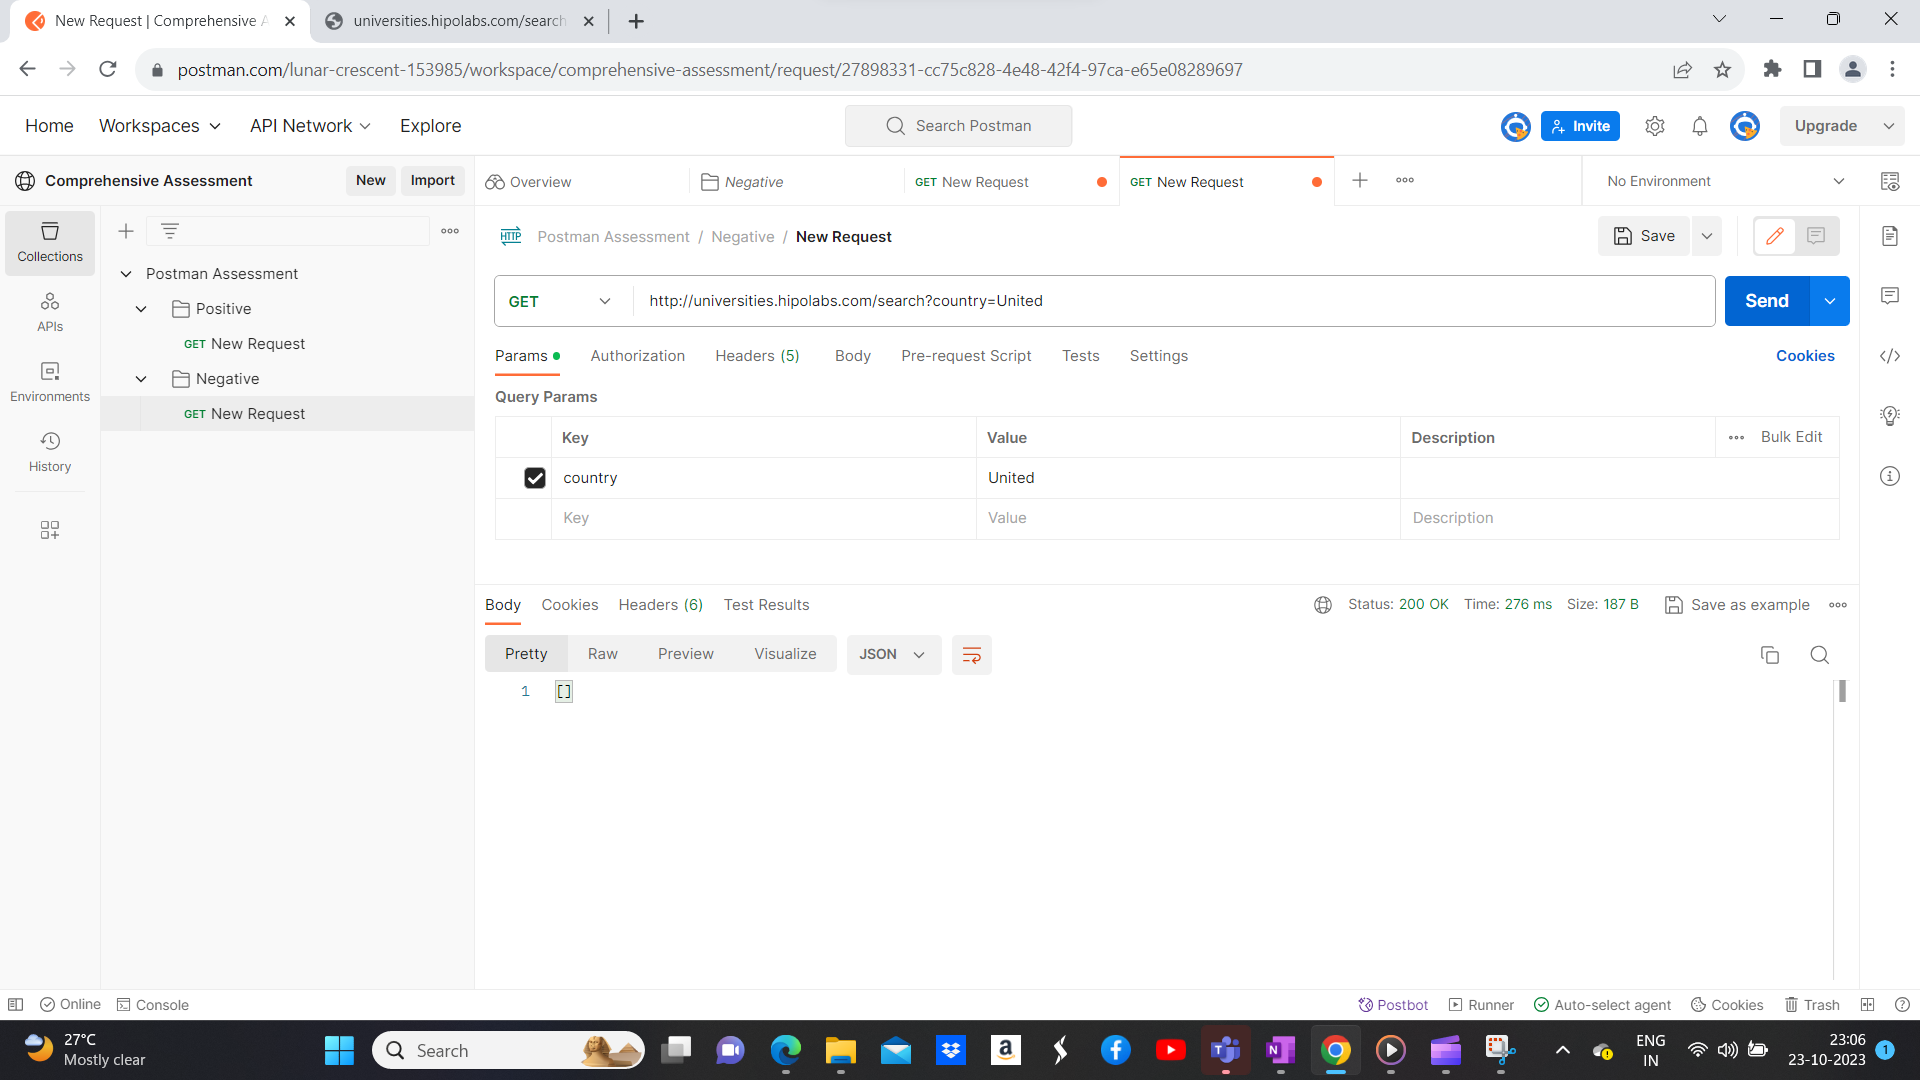 New Request | Comprehensive A
universities.hipolabs.com/search
postman.com/lunar-crescent-153985/workspace/comprehensive-assessment/request/27898331-cc75c828-4e48-42f4-97ca-e65e08289697
Home Workspaces API Network Explore
Search Postman
Invite
Upgrade
Comprehensive Assessment
New Import
Overview
Negative
GET New Request
GET New Request
No Environment
Collections
APIs
Environments
History
Postman Assessment
Positive
GET New Request
Negative
GET New Request
HTTP Postman Assessment / Negative / New Request
Save
GET http://universities.hipolabs.com/search?country=United
Send
Params Authorization Headers (5) Body Pre-request Script Tests Settings Cookies
Query Params
Key Value Description Bulk Edit
country United
Key Value Description
Body Cookies Headers (6) Test Results Status: 200 OK Time: 276 ms Size: 187 B Save as example
Pretty Raw Preview Visualize JSON
1 []
Online Console
Postbot Runner Auto-select agent Cookies Trash
27°C
Mostly clear
Search
ENG
IN
23:06
23-10-2023
1